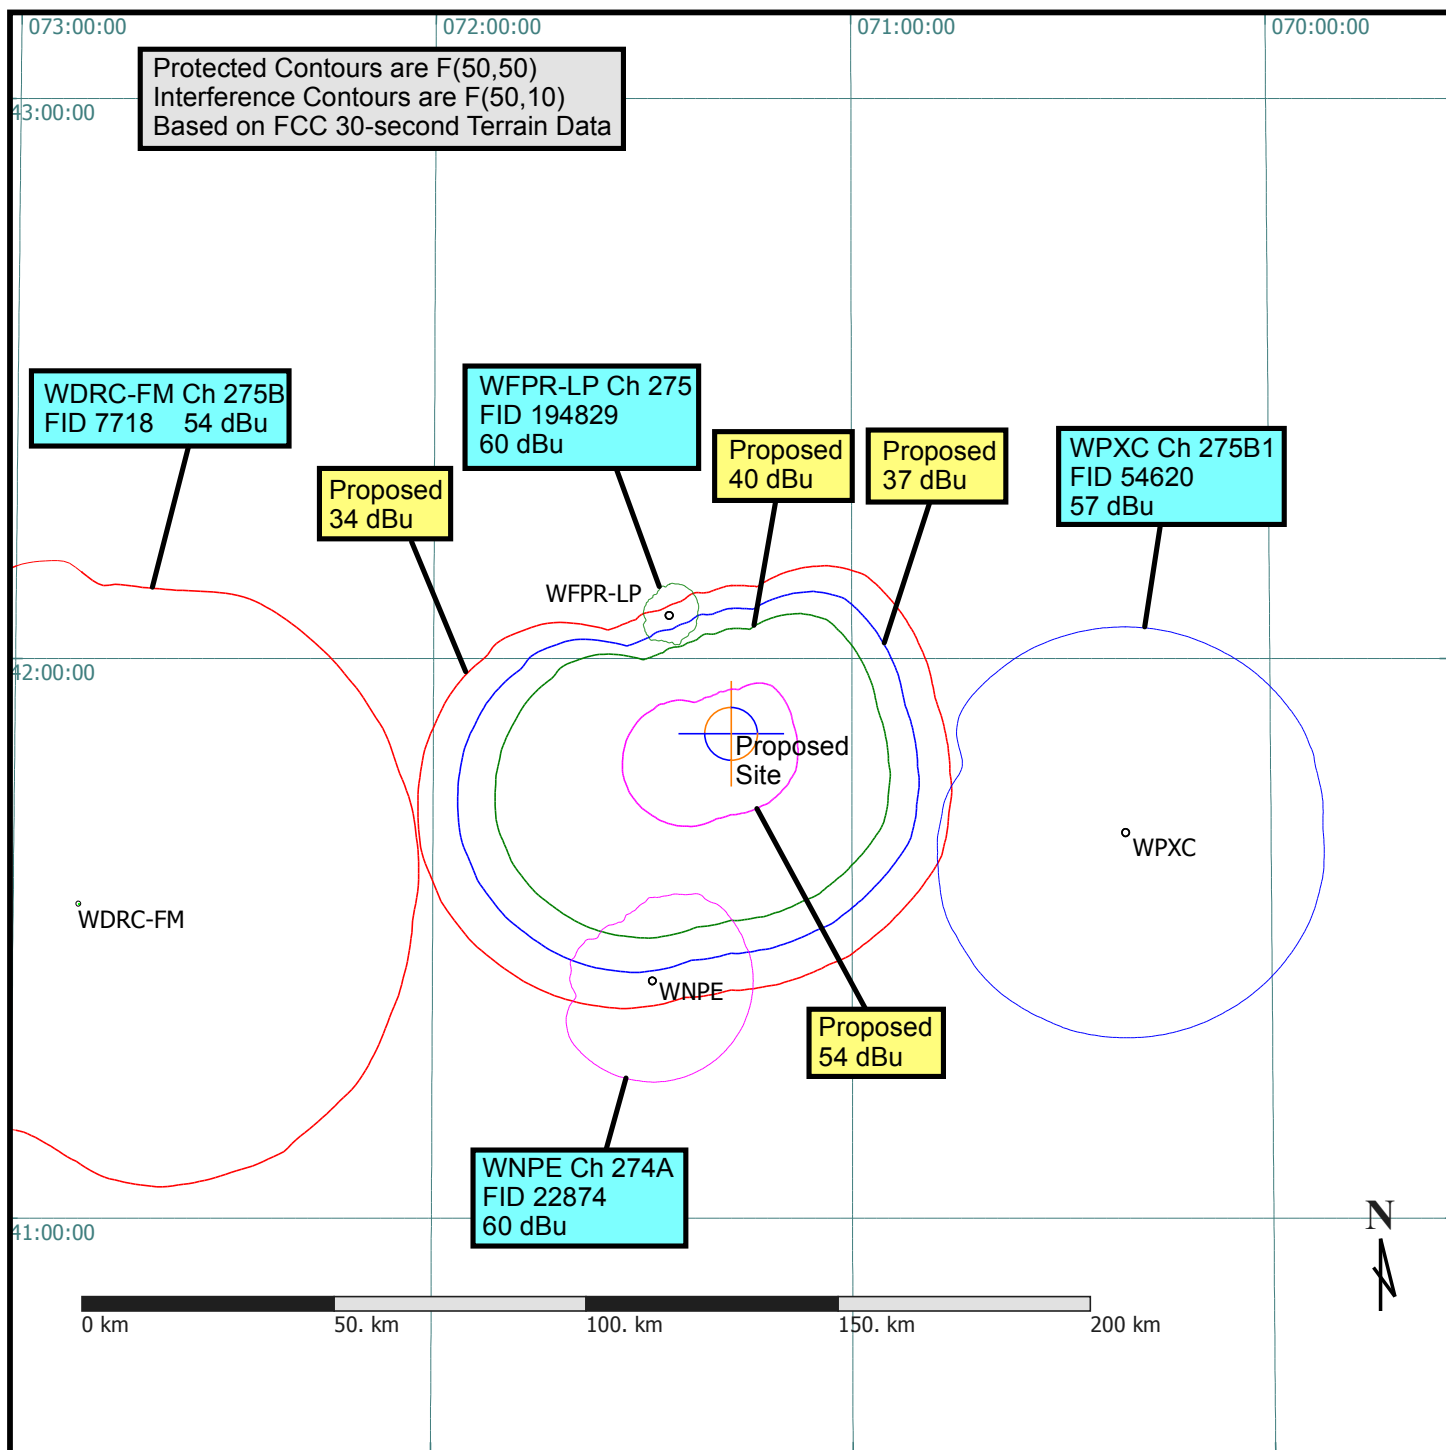 073:00:00
072:00:00
071:00:00
070:00:00
Protected Contours are F(50,50)
Interference Contours are F(50,10)
Based on FCC 30-second Terrain Data
43:00:00
WDRC-FM Ch 275B
FID 7718    54 dBu
WFPR-LP Ch 275
FID 194829
60 dBu
Proposed
40 dBu
Proposed
37 dBu
WPXC Ch 275B1
FID 54620
57 dBu
Proposed
34 dBu
WFPR-LP
42:00:00
Proposed
Site
WPXC
WDRC-FM
WNPE
Proposed
54 dBu
WNPE Ch 274A
FID 22874
60 dBu
41:00:00
N
0 km
50. km
100. km
150. km
200 km